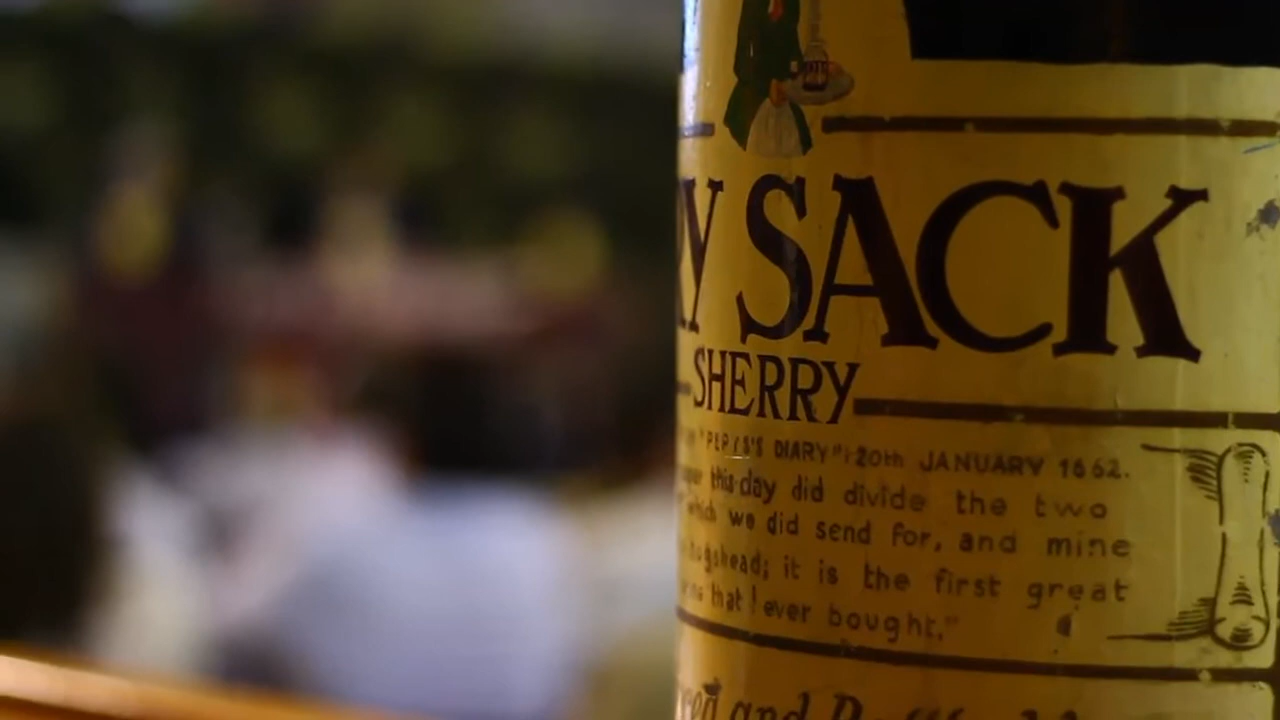 Y SACK
SHERRY
"PEPYS'S DIARY": 20th JANUARY 1662.
this day did divide the two
which we did send for, and mine
hogshead; it is the first great
that I ever bought."
and